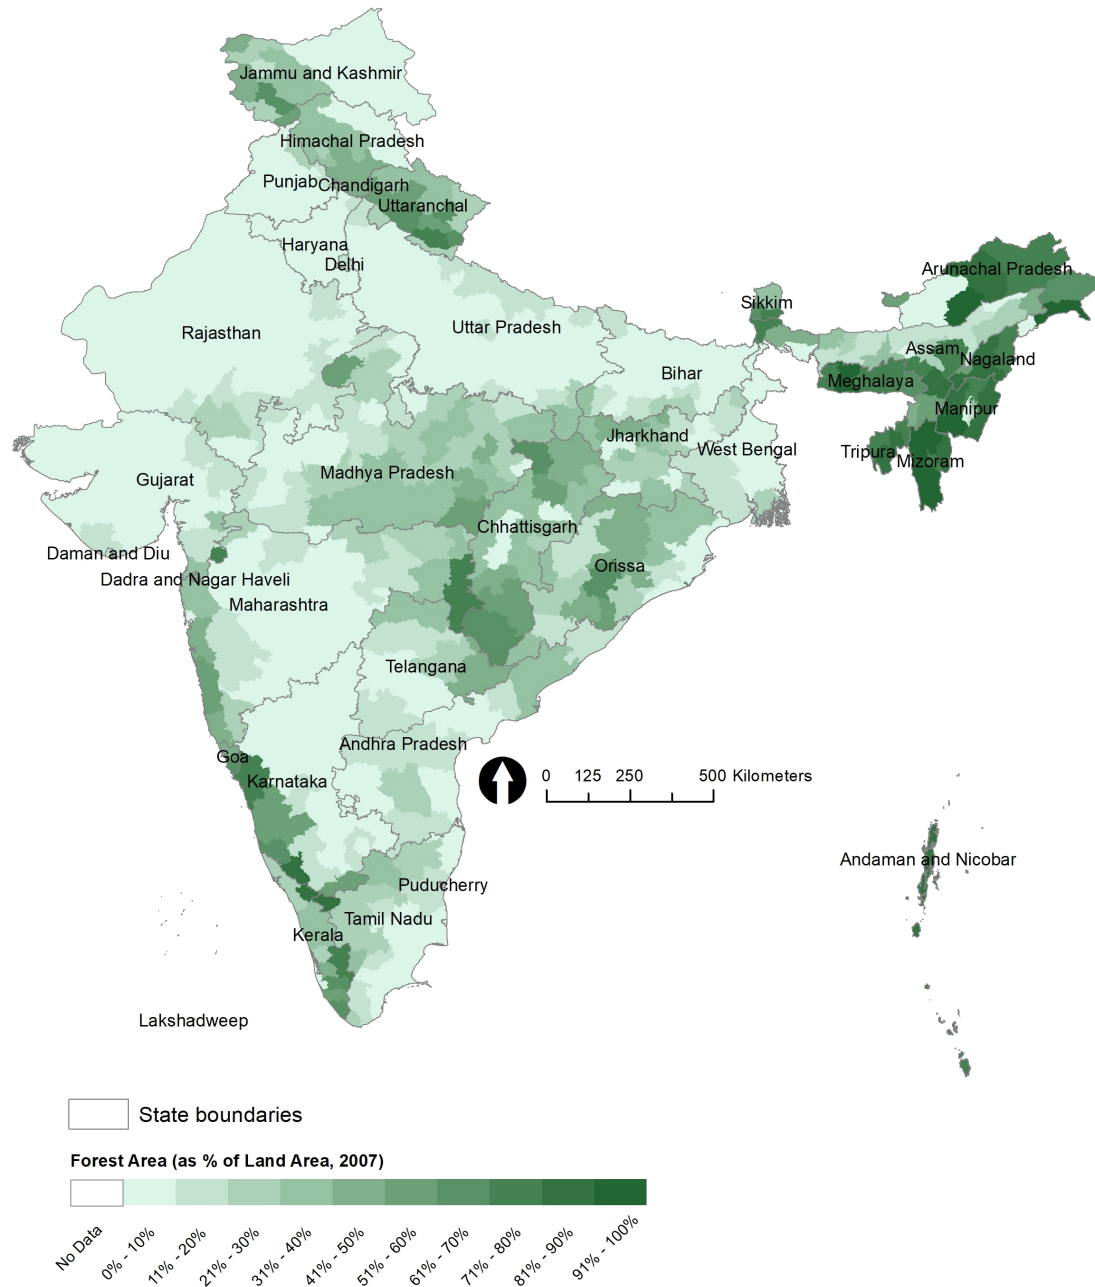 Jammu and Kashmir
Himachal Pradesh
Punjab
Chandigarh
Uttaranchal
Haryana
Delhi
Arunachal Pradesh
Sikkim
Rajasthan
Uttar Pradesh
Assam
Nagaland
Bihar
Meghalaya
Manipur
Jharkhand
West Bengal
Tripura
Mizoram
Madhya Pradesh
Gujarat
Chhattisgarh
Daman and Diu
Orissa
Dadra and Nagar Haveli
Maharashtra
Telangana
Andhra Pradesh
Goa
Karnataka
0 125 250 500 Kilometers
Andaman and Nicobar
Puducherry
Tamil Nadu
Kerala
Lakshadweep
State boundaries
Forest Area (as % of Land Area, 2007)
No Data
0% - 10%
11% - 20%
21% - 30%
31% - 40%
41% - 50%
51% - 60%
61% - 70%
71% - 80%
81% - 90%
91% - 100%